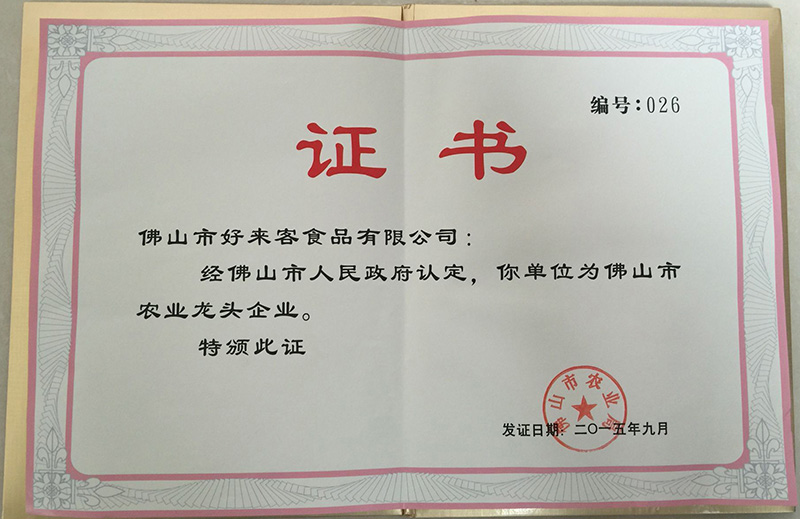 编号:026
证书
佛山市好来客食品有限公司:
经佛山市人民政府认定,你单位为佛山市
农业龙头企业。
特颁此证
佛山市农业局
发证日期:二〇一五年九月